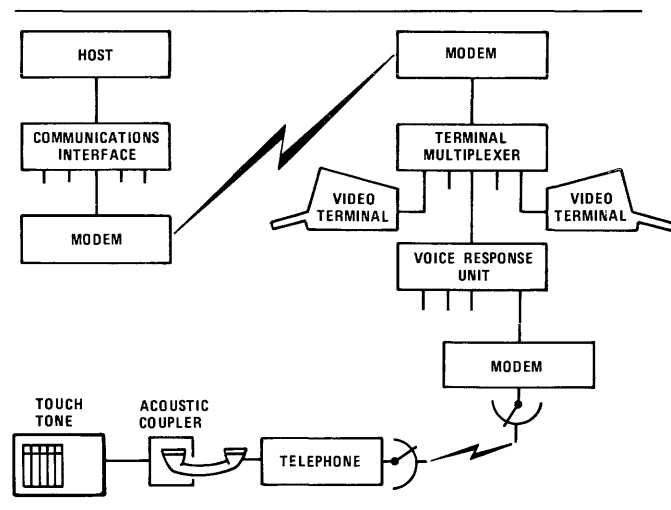 HOST
COMMUNICATIONS
INTERFACE
MODEM
MODEM
TERMINAL
MULTIPLEXER
VIDEO
TERMINAL
VIDEO
TERMINAL
VOICE RESPONSE
UNIT
MODEM
TOUCH
TONE
ACOUSTIC
COUPLER
TELEPHONE